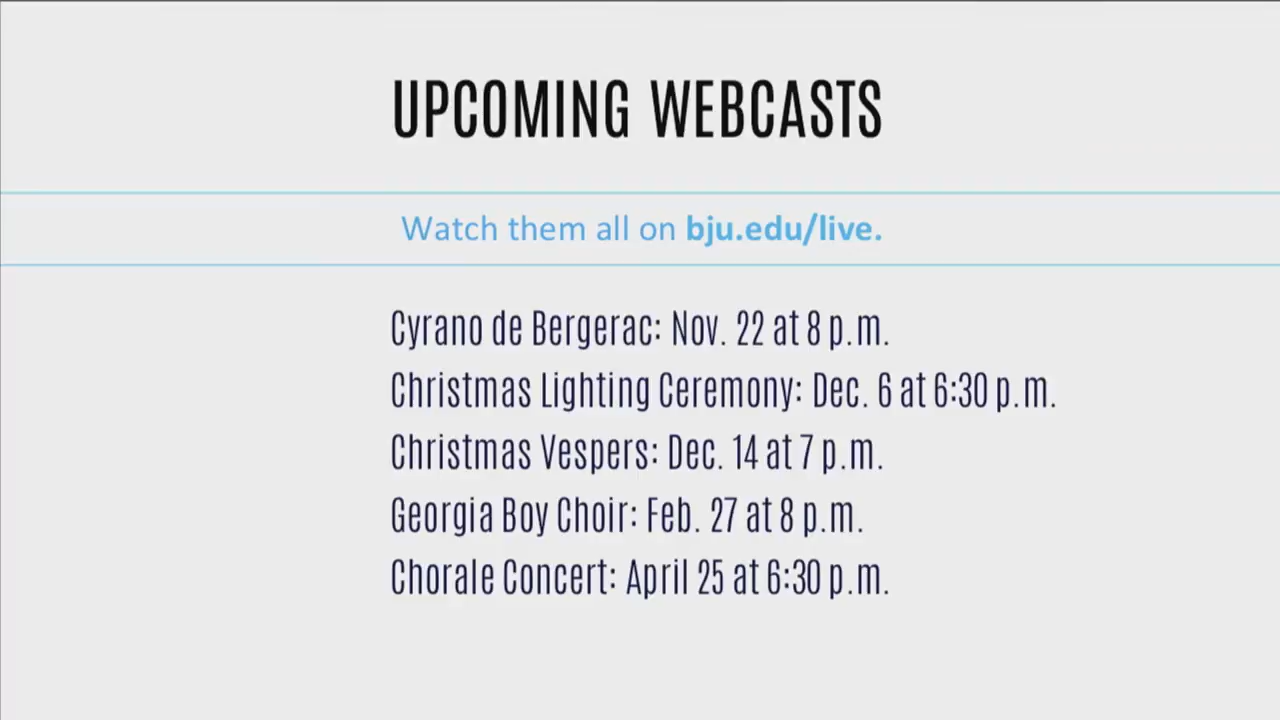 UPCOMING WEBCASTS
Watch them all on bju.edu/live.
Cyrano de Bergerac: Nov. 22 at 8 p.m.
Christmas Lighting Ceremony: Dec. 6 at 6:30 p.m.
Christmas Vespers: Dec. 14 at 7 p.m.
Georgia Boy Choir: Feb. 27 at 8 p.m.
Chorale Concert: April 25 at 6:30 p.m.